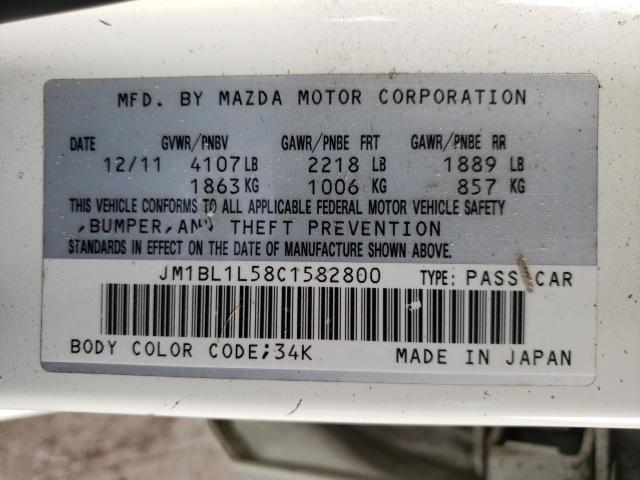 MFD. BY MAZDA MOTOR CORPORATION
DATE GVWR/PNBV GAWR/PNBE FRT GAWR/PNBE RR
12/11 4107 LB 2218 LB 1889 LB
1863 KG 1006 KG 857 KG
THIS VEHICLE CONFORMS TO ALL APPLICABLE FEDERAL MOTOR VEHICLE SAFETY
,BUMPER, AND THEFT PREVENTION
STANDARDS IN EFFECT ON THE DATE OF MANUFACTURE SHOWN ABOVE.
JM1BL1L58C1582800 TYPE: PASS CAR
BODY COLOR CODE;34K MADE IN JAPAN